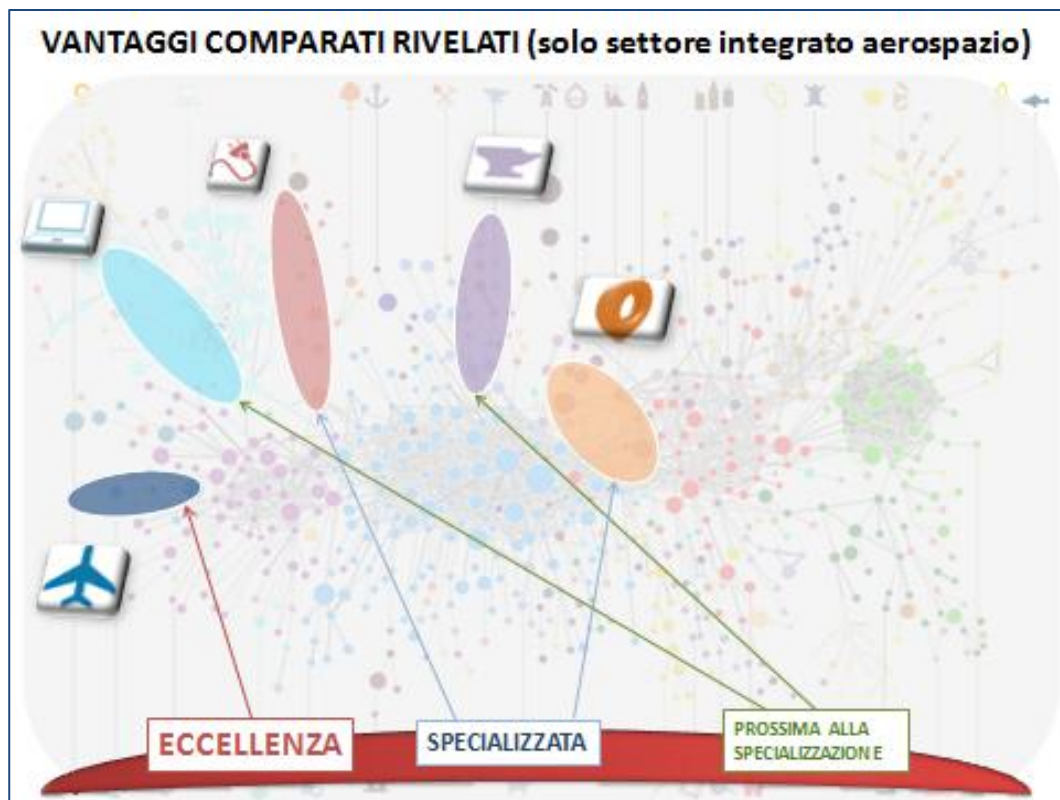 VANTAGGI COMPARATI RIVELATI (solo settore integrato aerospazio)
ECCELLENZA
SPECIALIZZATA
PROSSIMA ALLA
SPECIALIZZAZIONE